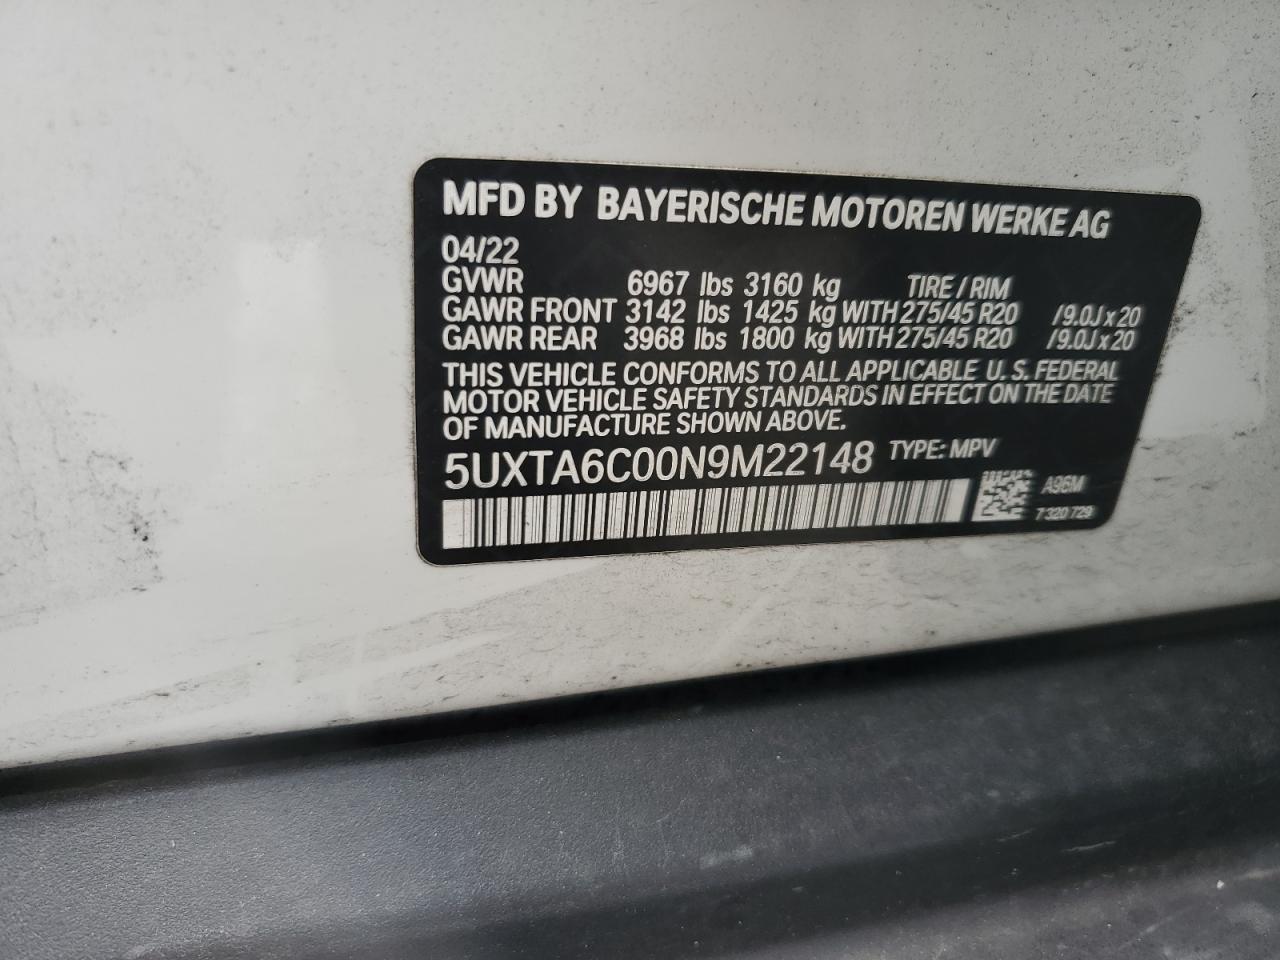 MFD BY BAYERISCHE MOTOREN WERKE AG
04/22
GVWR 6967 lbs 3160 kg TIRE / RIM
GAWR FRONT 3142 lbs 1425 kg WITH 275/45 R20 / 9.0J x 20
GAWR REAR 3968 lbs 1800 kg WITH 275/45 R20 / 9.0J x 20
THIS VEHICLE CONFORMS TO ALL APPLICABLE U. S. FEDERAL
MOTOR VEHICLE SAFETY STANDARDS IN EFFECT ON THE DATE
OF MANUFACTURE SHOWN ABOVE.
5UXTA6C00N9M22148 TYPE: MPV
A96M
7 320 729